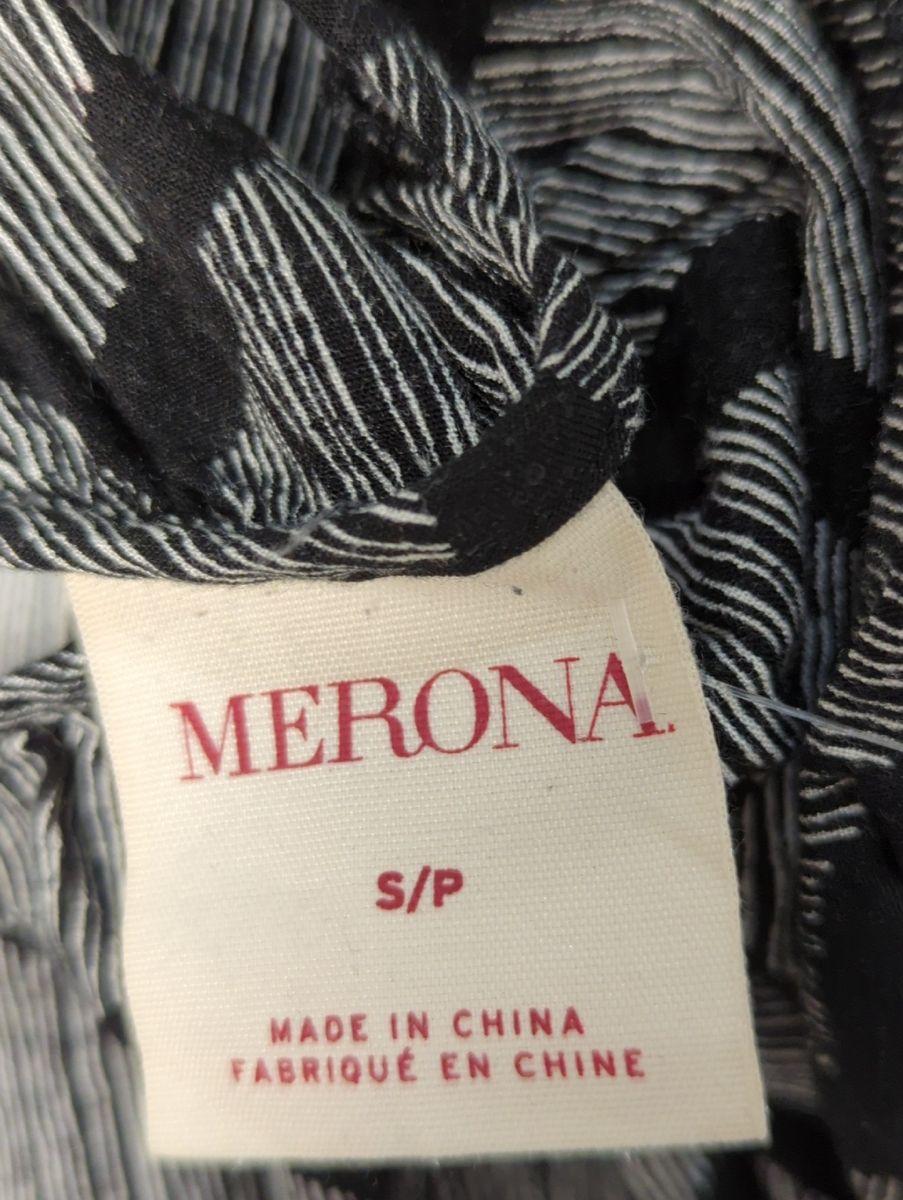 MERONA.
S/P
MADE IN CHINA
FABRIQUÉ EN CHINE